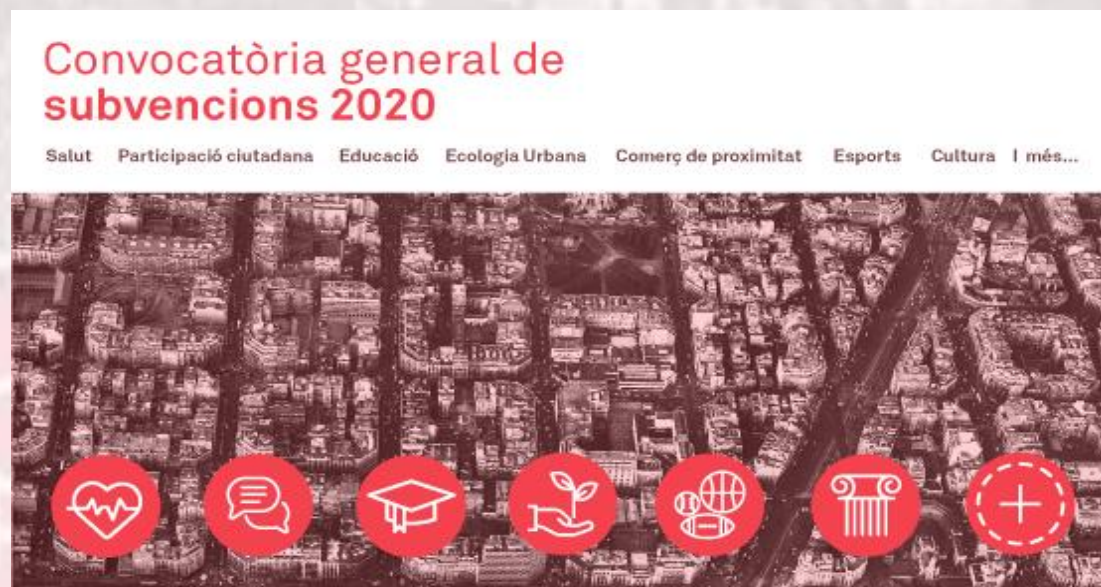 Convocatòria general de
subvencions 2020
Salut Participació ciutadana Educació Ecologia Urbana Comerç de proximitat Esports Cultura I més...